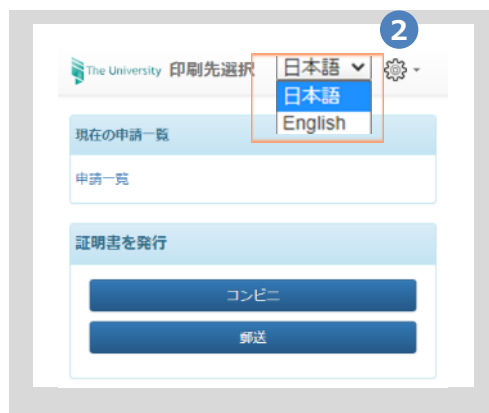 2
The University 印刷先選択 日本語
日本語
English
現在の申請一覧
申請一覧
証明書を発行
コンビニ
郵送